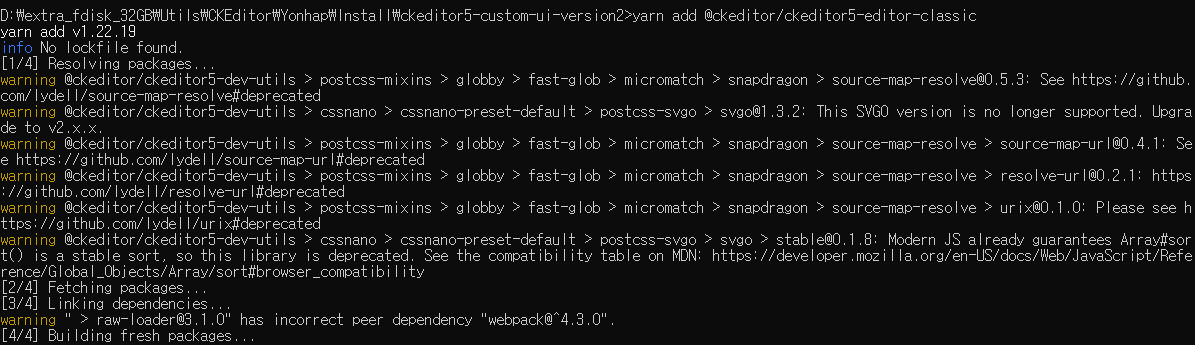 D:₩extra_fdisk_32GB₩Utils₩CKEditor₩Yonhap₩Install₩ckeditor5-custom-ui-version2>yarn add @ckeditor/ckeditor5-editor-classic
yarn add v1.22.19
info No lockfile found.
[1/4] Resolving packages...
warning @ckeditor/ckeditor5-dev-utils > postcss-mixins > globby > fast-glob > micromatch > snapdragon > source-map-resolve@0.5.3: See https://github.
com/lydell/source-map-resolve#deprecated
warning @ckeditor/ckeditor5-dev-utils > cssnano > cssnano-preset-default > postcss-svgo > svgo@1.3.2: This SVGO version is no longer supported. Upgra
de to v2.x.x.
warning @ckeditor/ckeditor5-dev-utils > postcss-mixins > globby > fast-glob > micromatch > snapdragon > source-map-resolve > source-map-url@0.4.1: Se
e https://github.com/lydell/source-map-url#deprecated
warning @ckeditor/ckeditor5-dev-utils > postcss-mixins > globby > fast-glob > micromatch > snapdragon > source-map-resolve > resolve-url@0.2.1: https
://github.com/lydell/resolve-url#deprecated
warning @ckeditor/ckeditor5-dev-utils > postcss-mixins > globby > fast-glob > micromatch > snapdragon > source-map-resolve > urix@0.1.0: Please see h
ttps://github.com/lydell/urix#deprecated
warning @ckeditor/ckeditor5-dev-utils > cssnano > cssnano-preset-default > postcss-svgo > svgo > stable@0.1.8: Modern JS already guarantees Array#so
rt() is a stable sort, so this library is deprecated. See the compatibility table on MDN: https://developer.mozilla.org/en-US/docs/Web/JavaScript/Refe
rence/Global_Objects/Array/sort#browser_compatibility
[2/4] Fetching packages...
[3/4] Linking dependencies...
warning " > raw-loader@3.1.0" has incorrect peer dependency "webpack@^4.3.0".
[4/4] Building fresh packages...